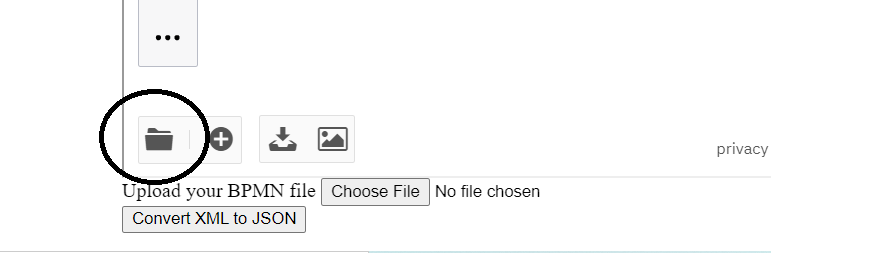 privacy
Upload your BPMN file Choose File No file chosen
Convert XML to JSON